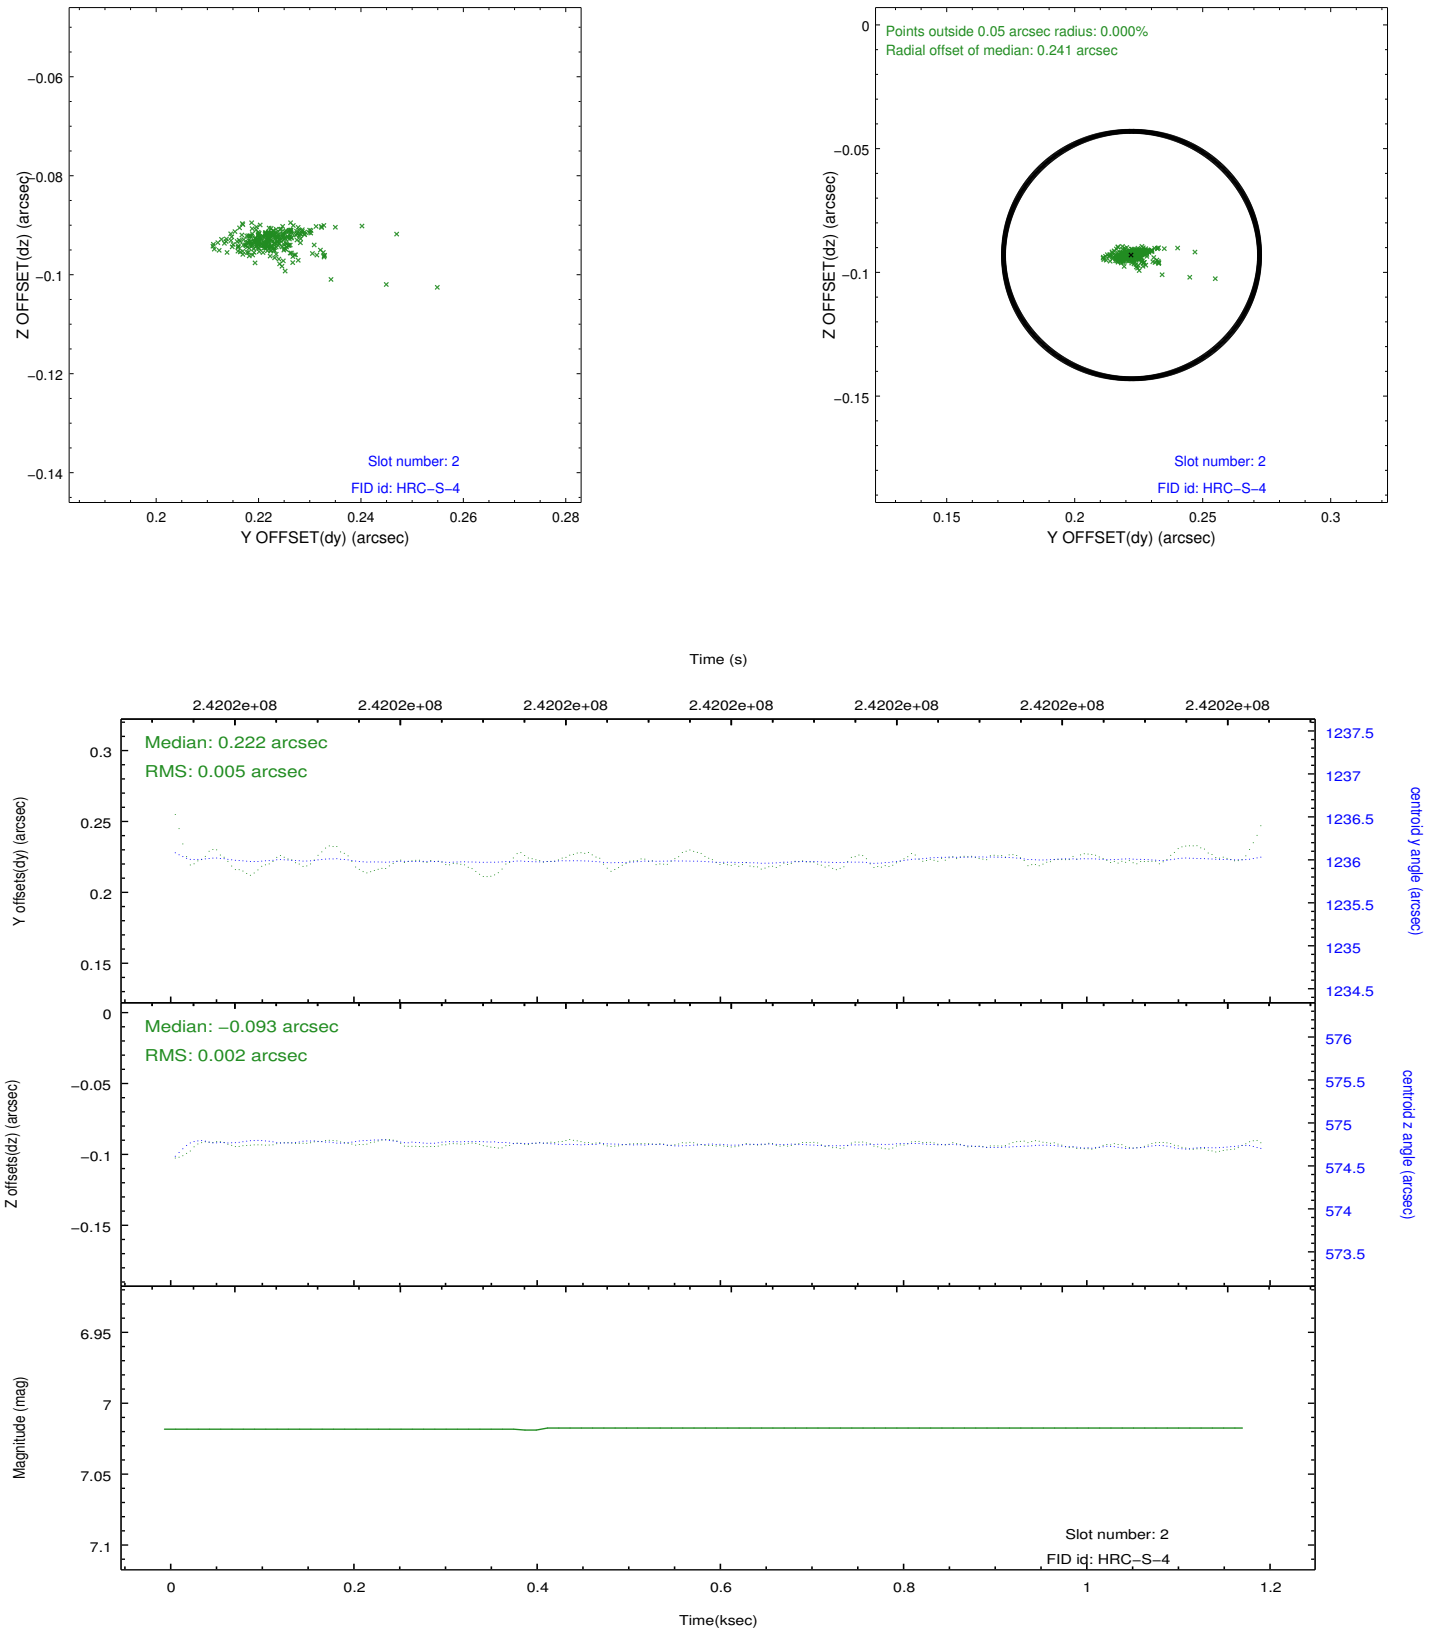 −0.06
−0.08
−0.1
−0.12
−0.14
Z OFFSET(dz) (arcsec)
Slot number: 2
FID id: HRC−S−4
0.2 0.22 0.24 0.26 0.28
Y OFFSET(dy) (arcsec)
Points outside 0.05 arcsec radius: 0.000%
Radial offset of median: 0.241 arcsec
0
−0.05
−0.1
−0.15
Z OFFSET(dz) (arcsec)
Slot number: 2
FID id: HRC−S−4
0.15 0.2 0.25 0.3
Y OFFSET(dy) (arcsec)
Time (s)
2.4202e+08 2.4202e+08 2.4202e+08 2.4202e+08 2.4202e+08 2.4202e+08 2.4202e+08
Median: 0.222 arcsec
RMS: 0.005 arcsec
0.3
0.25
0.2
0.15
Y offsets(dy) (arcsec)
1237.5
1237
1236.5
1236
1235.5
1235
1234.5
centroid y angle (arcsec)
Median: −0.093 arcsec
RMS: 0.002 arcsec
0
−0.05
−0.1
−0.15
Z offsets(dz) (arcsec)
576
575.5
575
574.5
574
573.5
centroid z angle (arcsec)
6.95
7
7.05
7.1
Magnitude (mag)
Slot number: 2
FID id: HRC−S−4
0 0.2 0.4 0.6 0.8 1 1.2
Time(ksec)